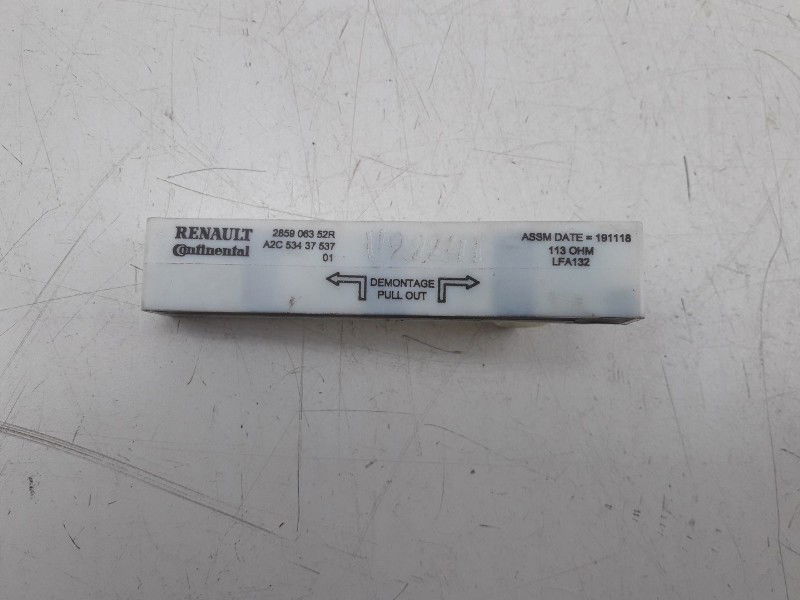 RENAULT
Continental
2859 063 52R
A2C 534 37 537
01
DEMONTAGE
PULL OUT
ASSM DATE = 191118
113 OHM
LFA132